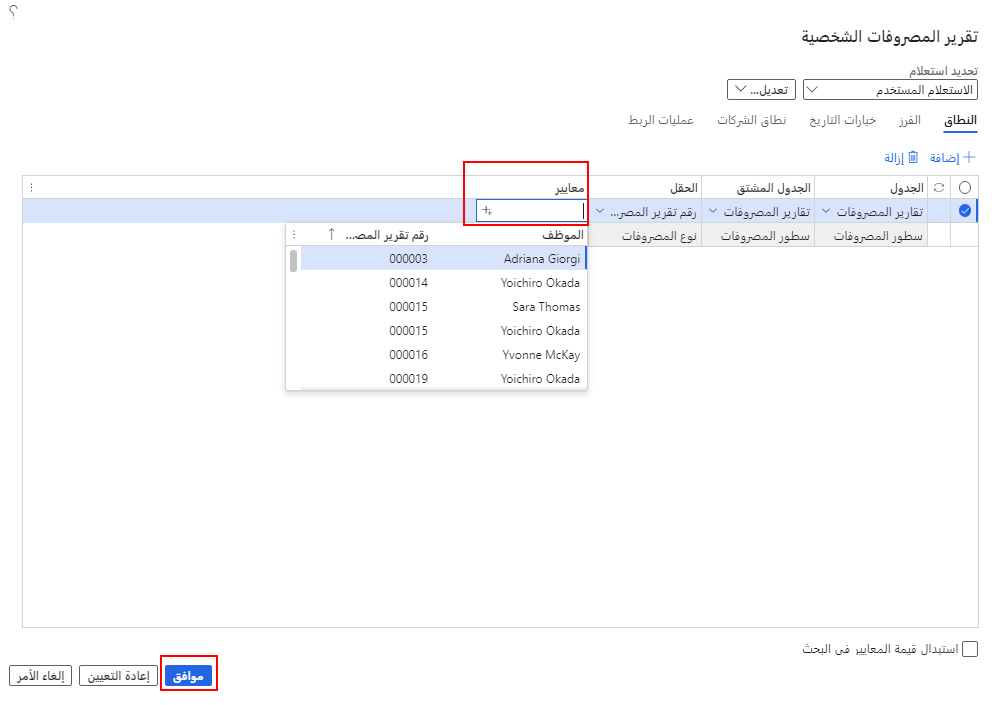 ؟
تقرير المصروفات الشخصية
تحديد استعلام
الاستعلام المستخدم تعديل...
النطاق الفرز خيارات التاريخ نطاق الشركات عمليات الربط
إضافة إزالة
الجدول الجدول المشتق الحقل معايير
تقارير المصروفات تقارير المصروفات رقم تقرير المصر...
سطور المصروفات سطور المصروفات نوع المصروفات
الموظف رقم تقرير المصـ...
Adriana Giorgi 000003
Yoichiro Okada 000014
Sara Thomas 000015
Yoichiro Okada 000015
Yvonne McKay 000016
Yoichiro Okada 000019
استبدال قيمة المعايير في البحث
موافق إعادة التعيين إلغاء الأمر